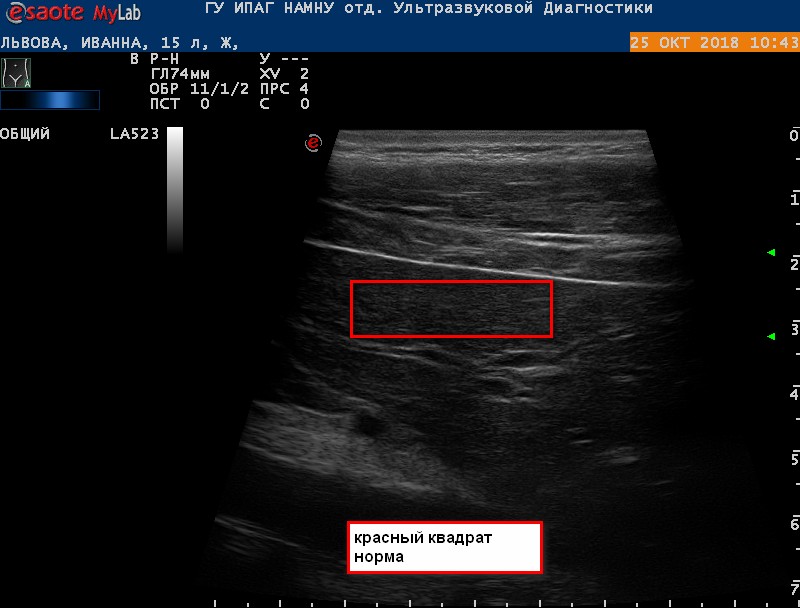 esaote MyLab
ГУ ИПАГ НАМНУ отд. Ультразвуковой Диагностики
ЛЬВОВА, ИВАННА, 15 л, Ж,
25 ОКТ 2018 10:43
В Р-Н У ---
ГЛ74мм XV 2
ОБР 11/1/2 ПРС 4
ПСТ 0 С 0
A
ОБЩИЙ LA523
e
0
1
2
3
4
5
6
7
красный квадрат
норма